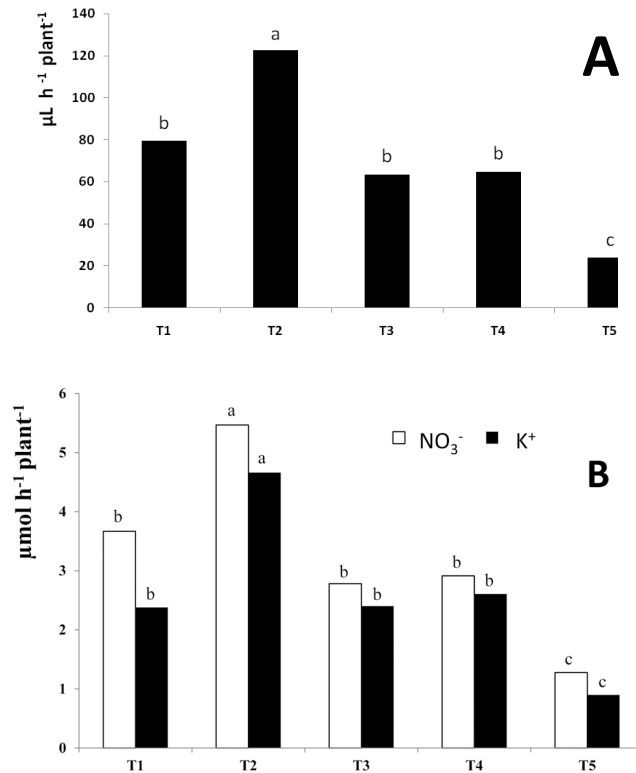 µL h⁻¹ plant⁻¹
A
140
120
100
80
60
40
20
0
b
a
b
b
c
T1 T2 T3 T4 T5
µmol h⁻¹ plant⁻¹
B
NO₃⁻ K⁺
6
5
4
3
2
1
0
b
b
a
a
b
b
b
b
c
c
T1 T2 T3 T4 T5